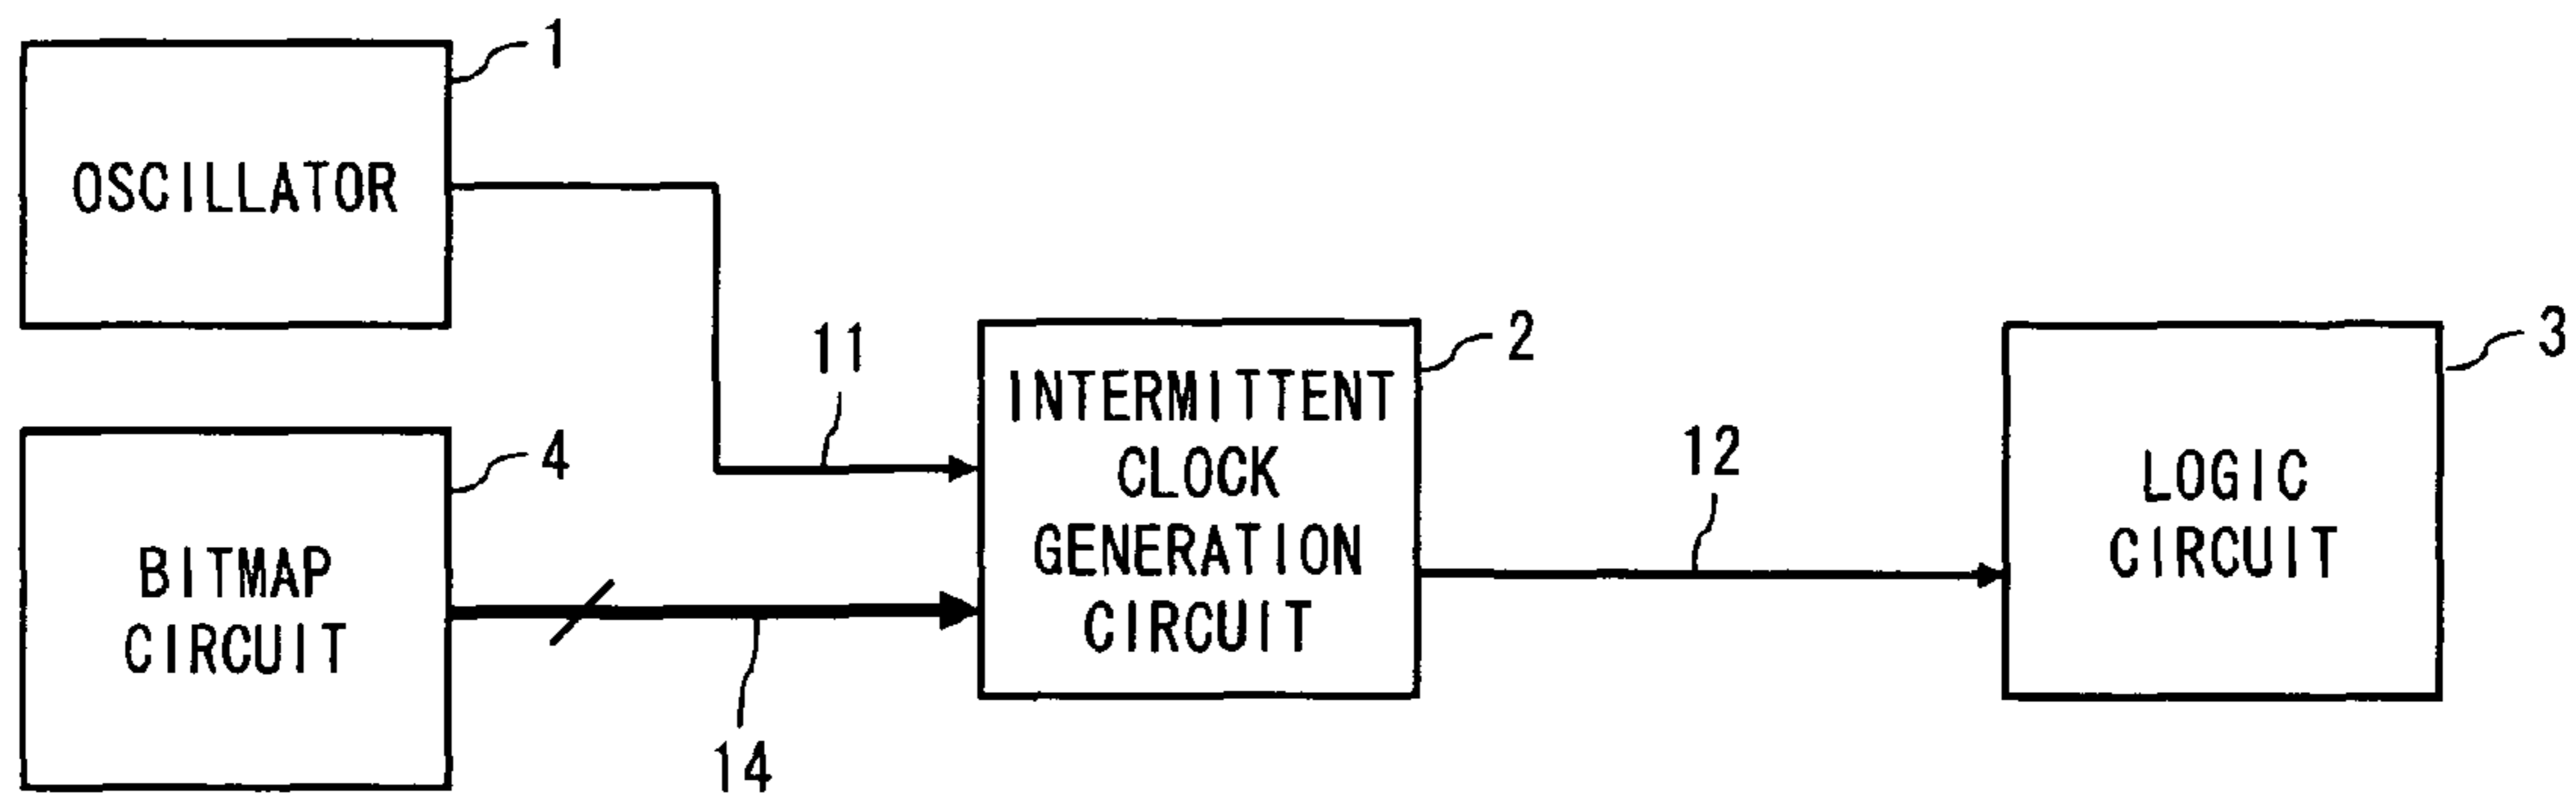 1
OSCILLATOR
11
2
3
INTERMITTENT
CLOCK
GENERATION
CIRCUIT
12
LOGIC
CIRCUIT
4
BITMAP
CIRCUIT
14